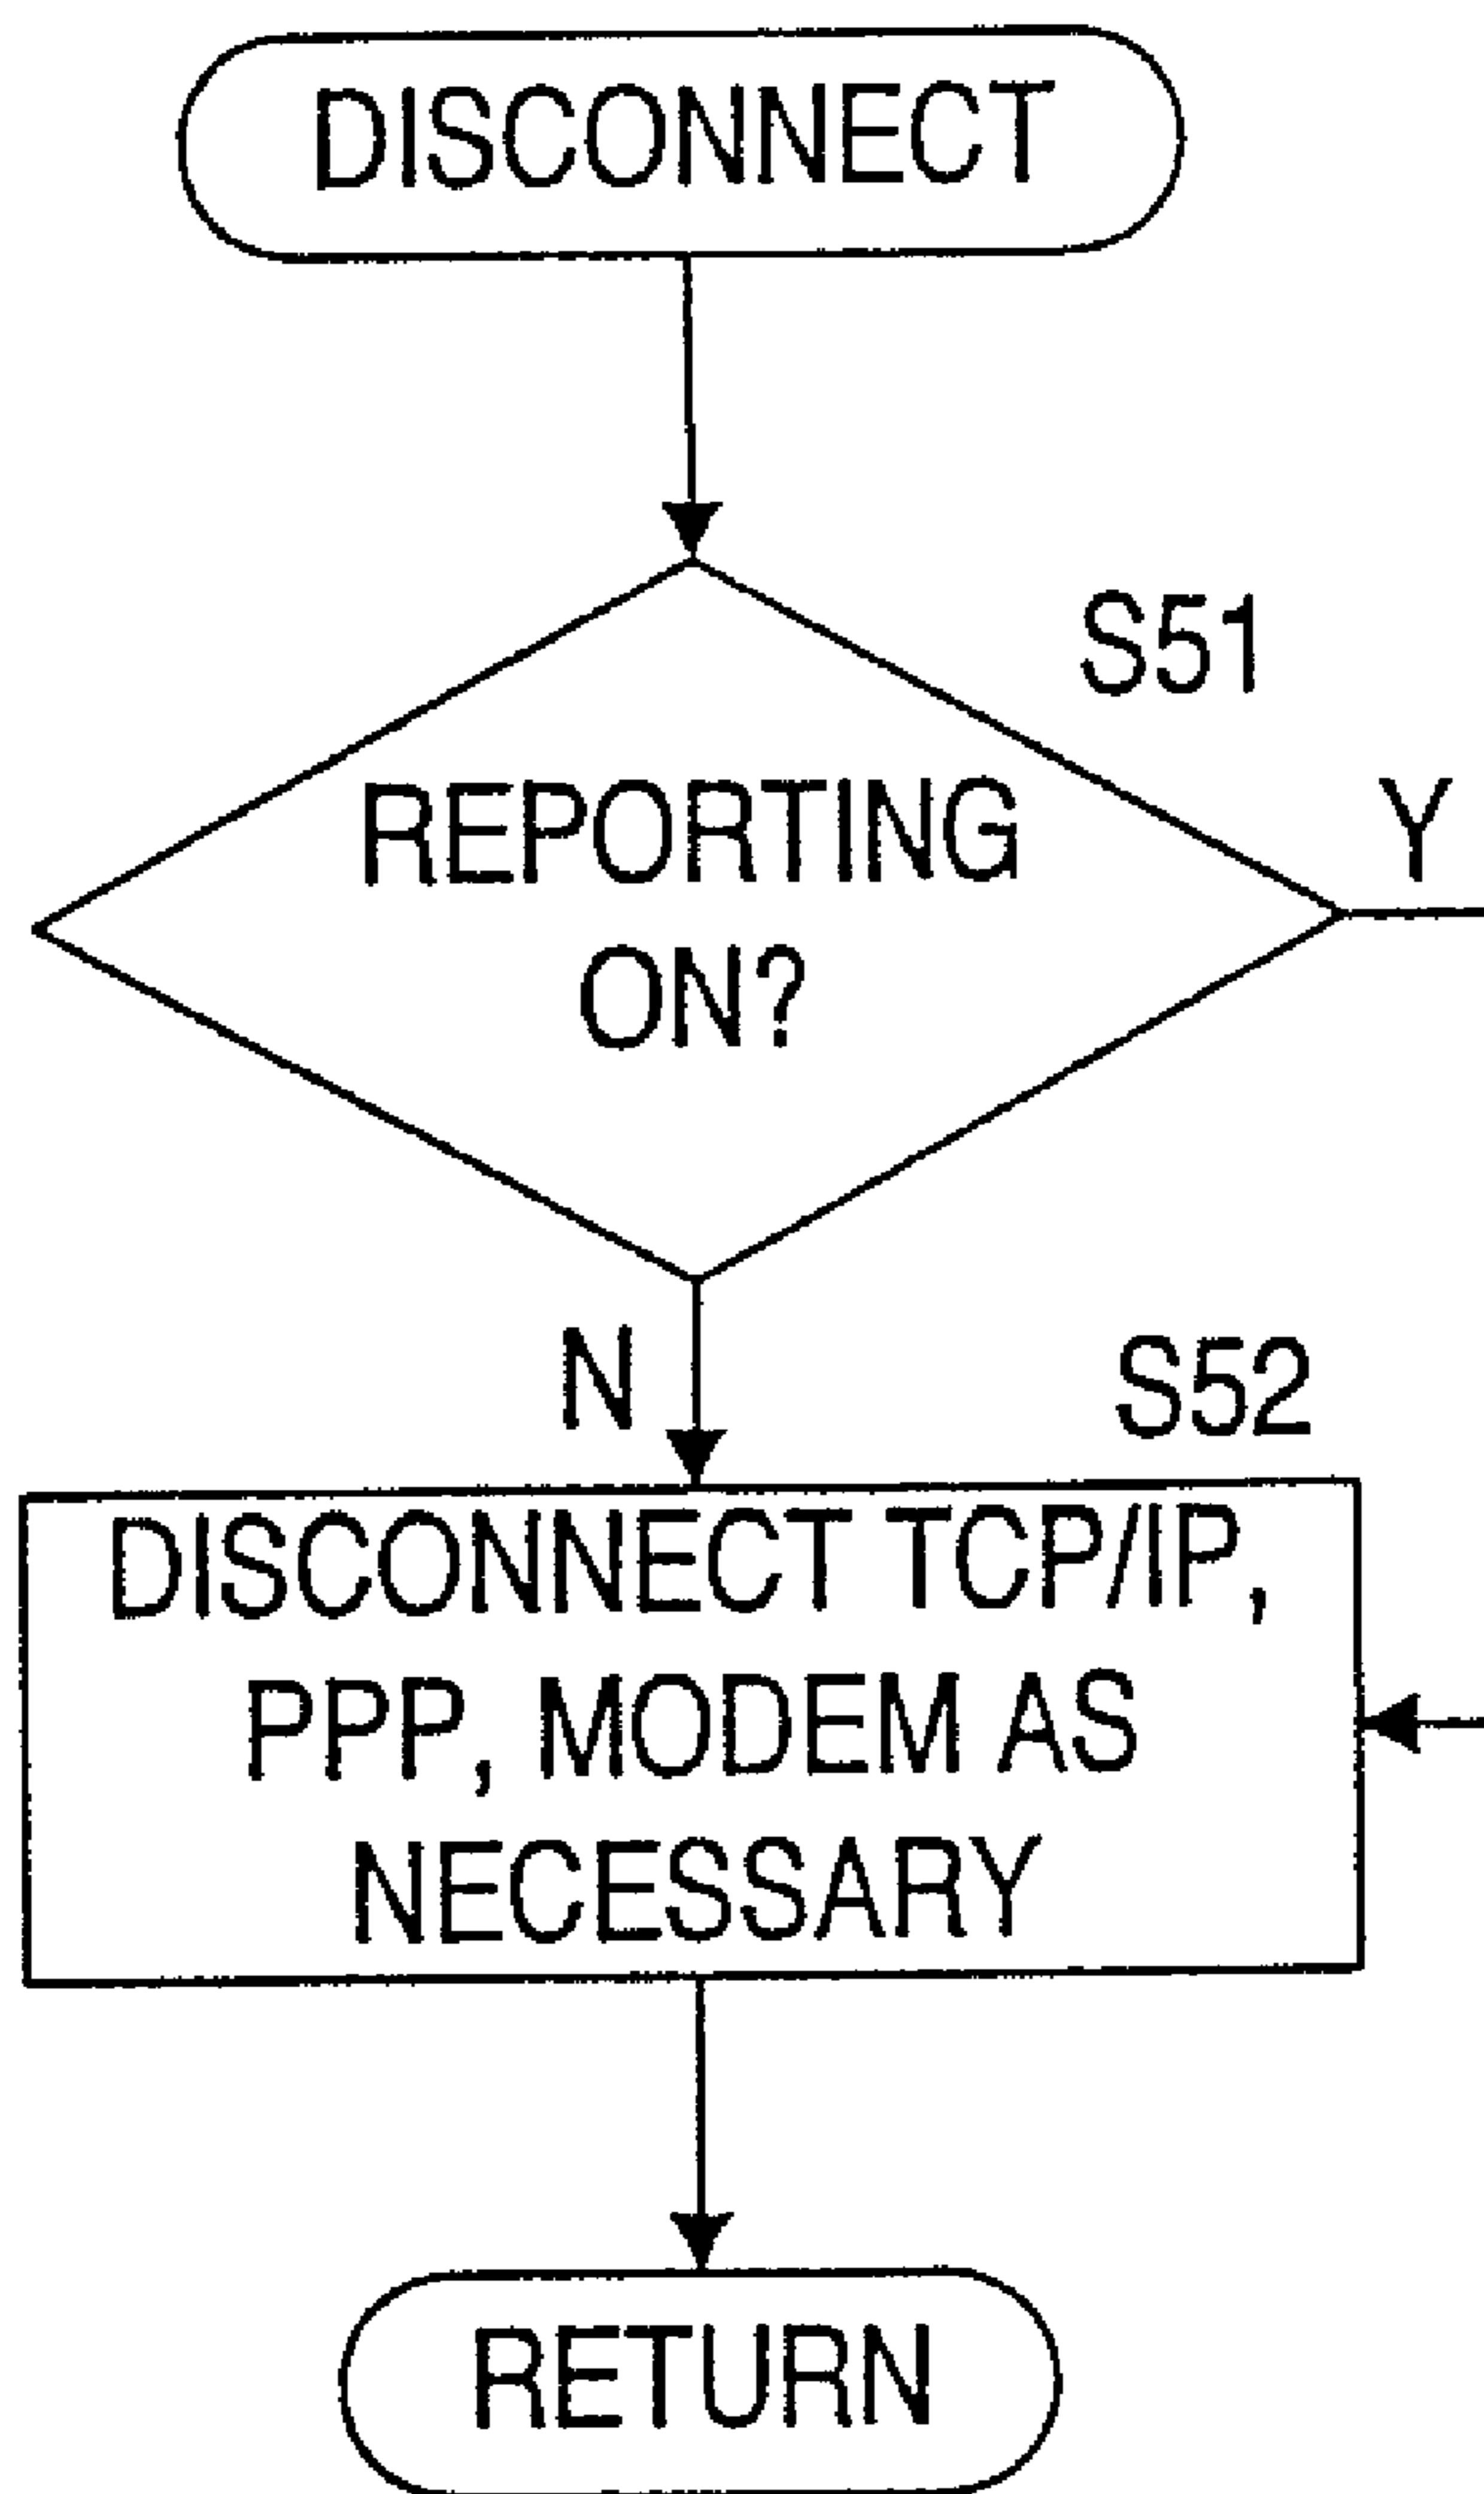 DISCONNECT
S51
REPORTING
ON?
Y
N
S52
DISCONNECT TCP/IP,
PPP, MODEM AS
NECESSARY
RETURN